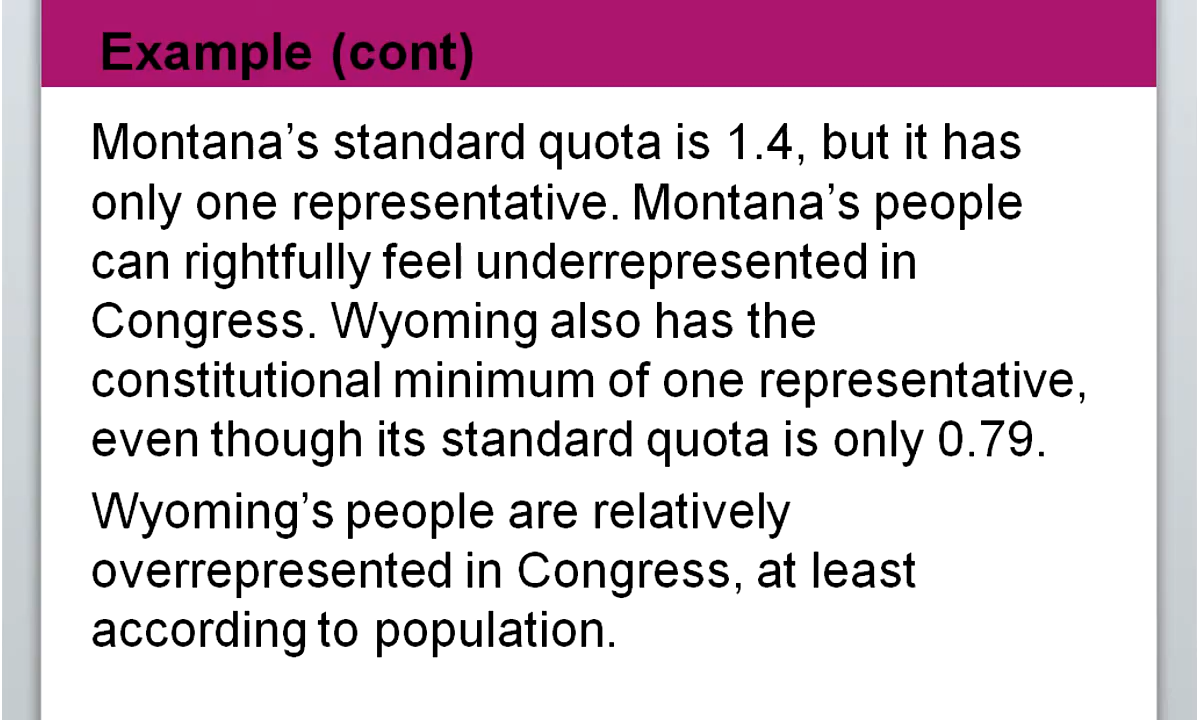 Example (cont)
Montana’s standard quota is 1.4, but it has
only one representative. Montana’s people
can rightfully feel underrepresented in
Congress. Wyoming also has the
constitutional minimum of one representative,
even though its standard quota is only 0.79.
Wyoming’s people are relatively
overrepresented in Congress, at least
according to population.